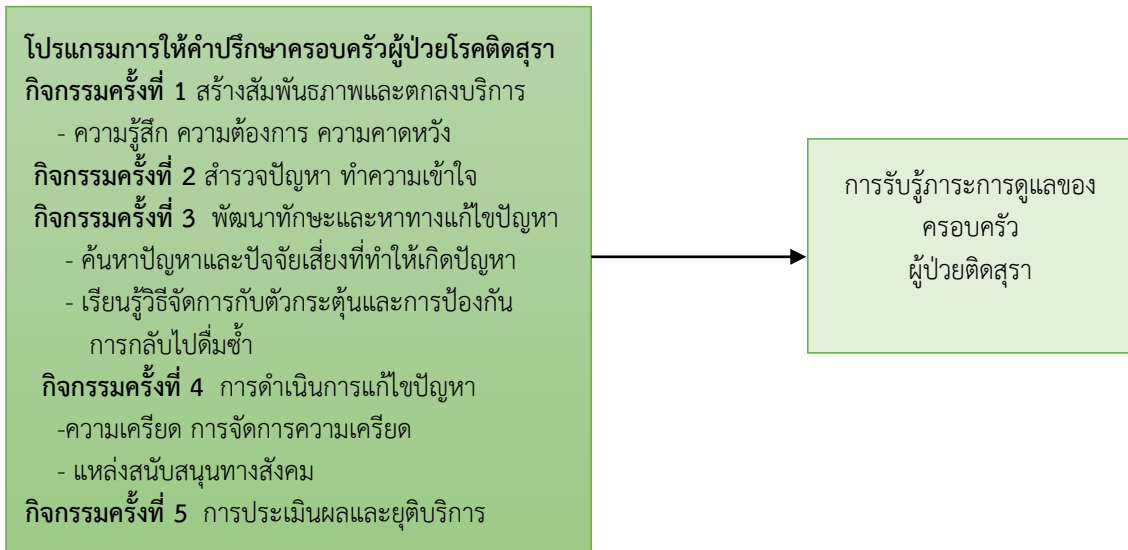 โปรแกรมการให้คำปรึกษาครอบครัวผู้ป่วยโรคติดสุรา
กิจกรรมครั้งที่ 1 สร้างสัมพันธภาพและตกลงบริการ
- ความรู้สึก ความต้องการ ความคาดหวัง
กิจกรรมครั้งที่ 2 สำรวจปัญหา ทำความเข้าใจ
กิจกรรมครั้งที่ 3 พัฒนาทักษะและหาทางแก้ไขปัญหา
- ค้นหาปัญหาและปัจจัยเสี่ยงที่ทำให้เกิดปัญหา
- เรียนรู้วิธีจัดการกับตัวกระตุ้นและการป้องกัน
การกลับไปดื่มซ้ำ
กิจกรรมครั้งที่ 4 การดำเนินการแก้ไขปัญหา
-ความเครียด การจัดการความเครียด
- แหล่งสนับสนุนทางสังคม
กิจกรรมครั้งที่ 5 การประเมินผลและยุติบริการ
การรับรู้ภาระการดูแลของ
ครอบครัว
ผู้ป่วยติดสุรา